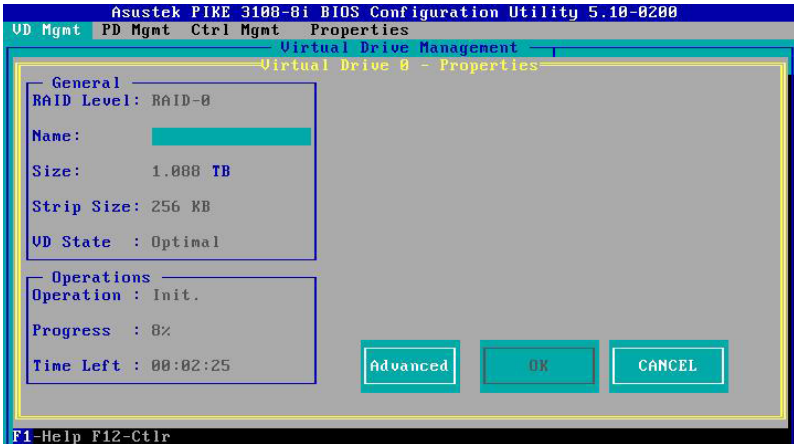 Asustek PIKE 3108-8i BIOS Configuration Utility 5.10-0200
VD Mgmt PD Mgmt Ctrl Mgmt Properties
Virtual Drive Management
Virtual Drive 0 - Properties
General
RAID Level: RAID-0
Name:
Size: 1.088 TB
Strip Size: 256 KB
VD State : Optimal
Operations
Operation : Init.
Progress : 8%
Time Left : 00:02:25
Advanced OK CANCEL
F1-Help F12-Ctlr